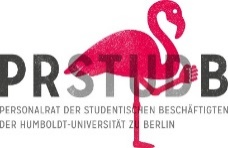 PRSTUDB
PERSONALRAT DER STUDENTISCHEN BESCHÄFTIGTEN
DER HUMBOLDT-UNIVERSITÄT ZU BERLIN